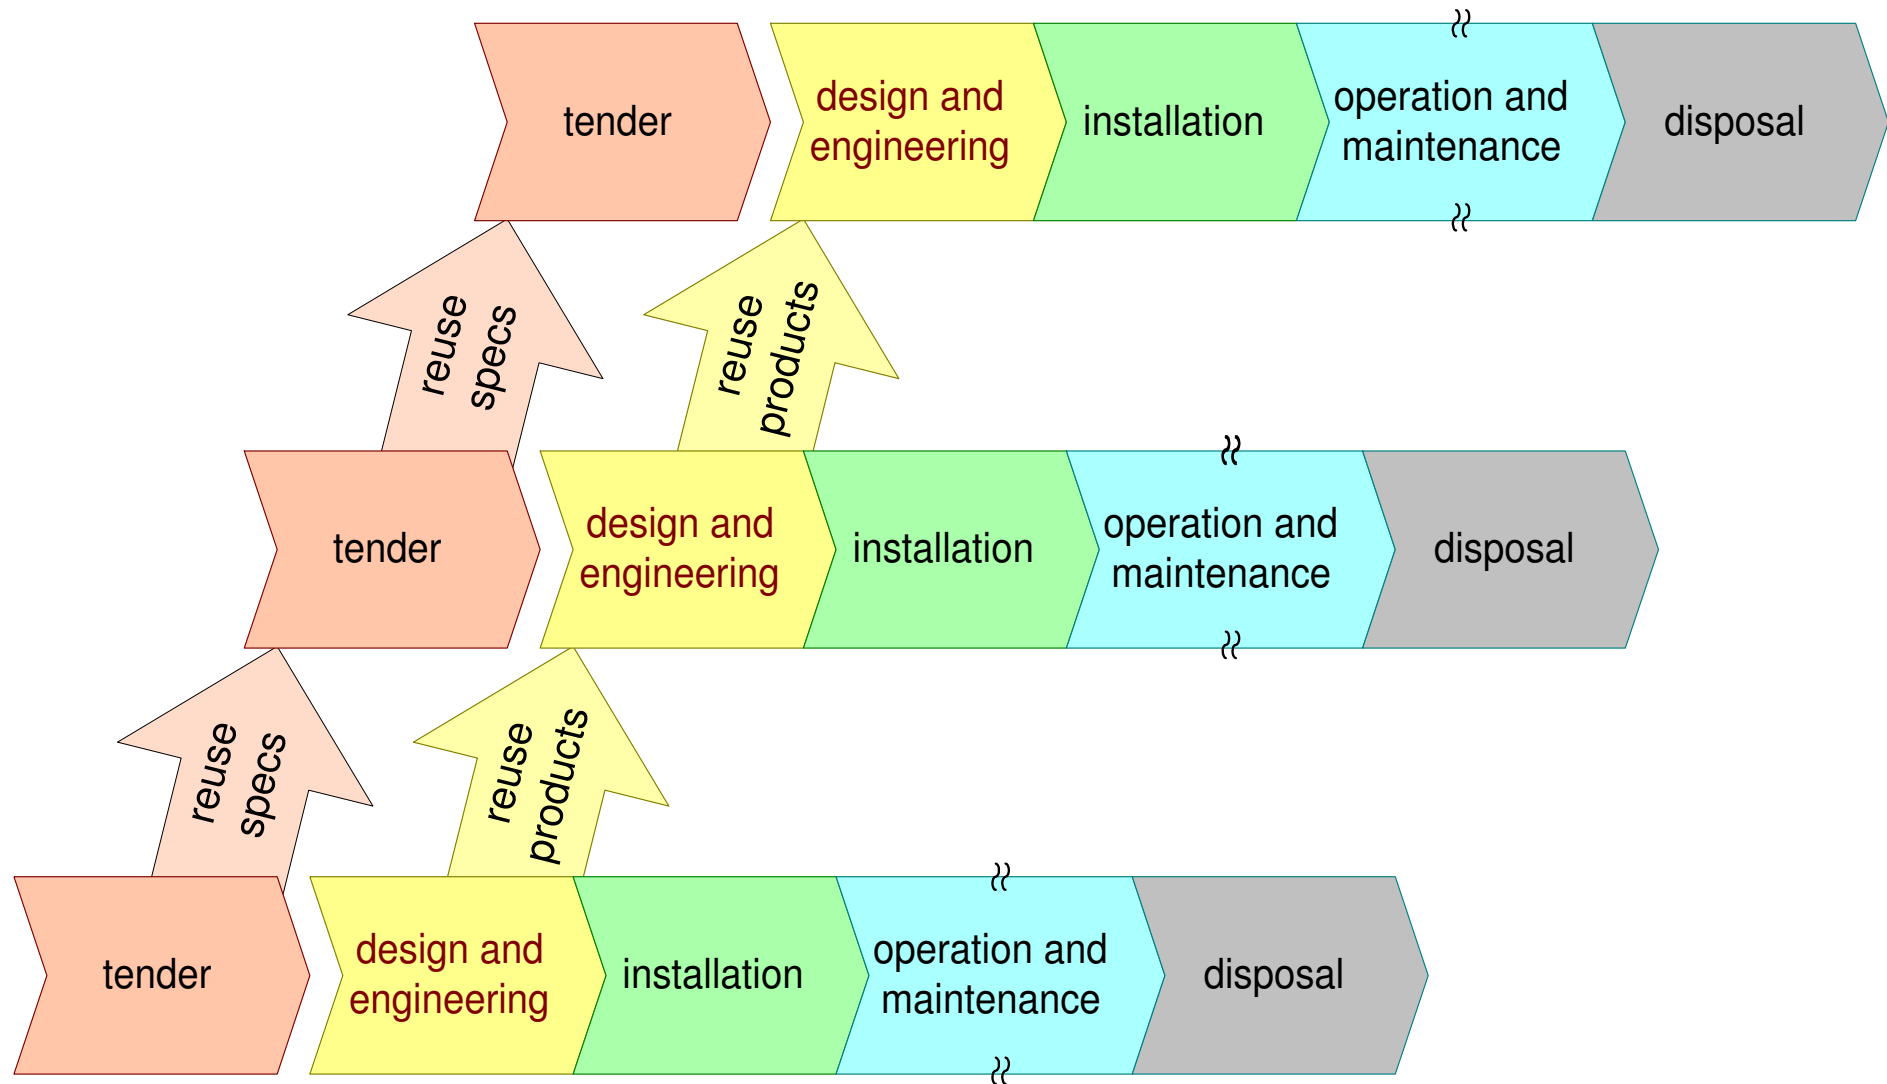 tender
design and
engineering
installation
operation and
maintenance
disposal
reuse
specs
reuse
products
tender
design and
engineering
installation
operation and
maintenance
disposal
reuse
specs
reuse
products
tender
design and
engineering
installation
operation and
maintenance
disposal